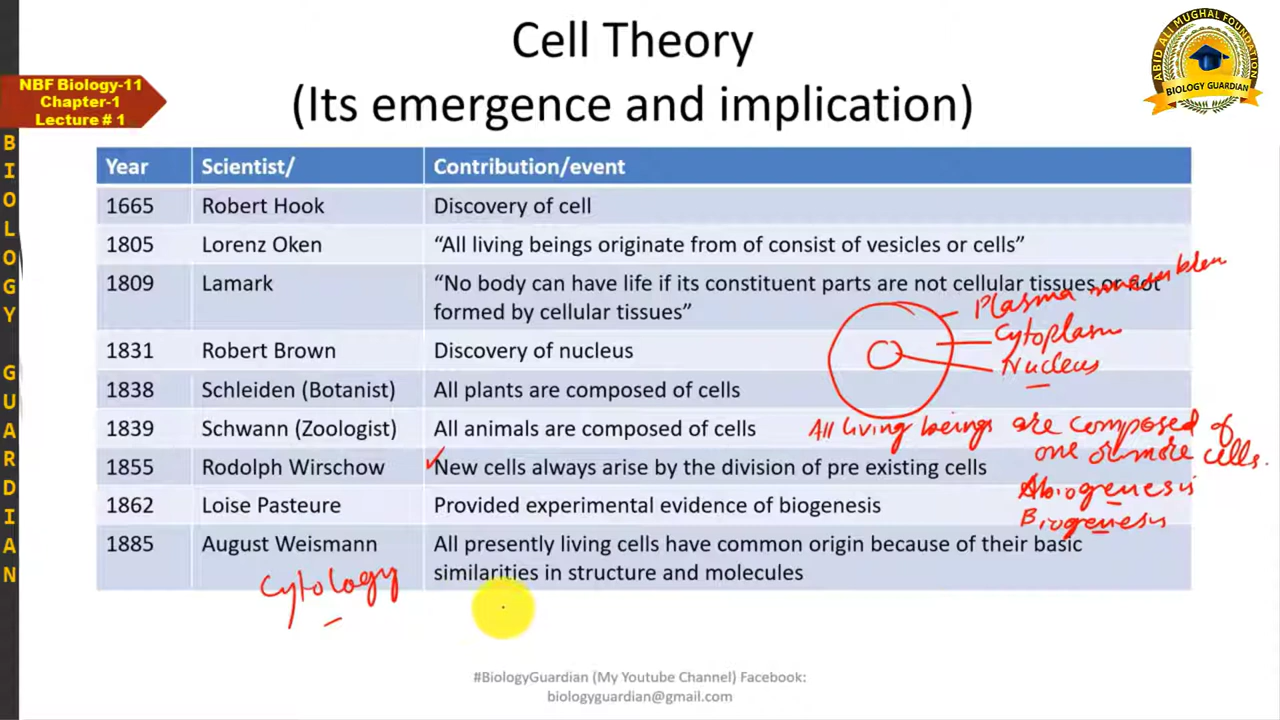 Cell Theory
(Its emergence and implication)
NBF Biology-11
Chapter-1
Lecture # 1
ABID ALI MUGHAL FOUNDATION
BIOLOGY GUARDIAN
BIOLOGY GUARDIAN
Year Scientist/ Contribution/event
1665 Robert Hook Discovery of cell
1805 Lorenz Oken “All living beings originate from of consist of vesicles or cells”
1809 Lamark “No body can have life if its constituent parts are not cellular tissues or not
formed by cellular tissues”
Plasma
Cytoplasm
Nucleus
1831 Robert Brown Discovery of nucleus
1838 Schleiden (Botanist) All plants are composed of cells
1839 Schwann (Zoologist) All animals are composed of cells
All living beings are composed of
one or more cells.
1855 Rodolph Wirschow New cells always arise by the division of pre existing cells
Abiogenesis
Biogenesis
1862 Loise Pasteure Provided experimental evidence of biogenesis
1885 August Weismann All presently living cells have common origin because of their basic
similarities in structure and molecules
Cytology
#BiologyGuardian (My Youtube Channel) Facebook:
biologyguardian@gmail.com